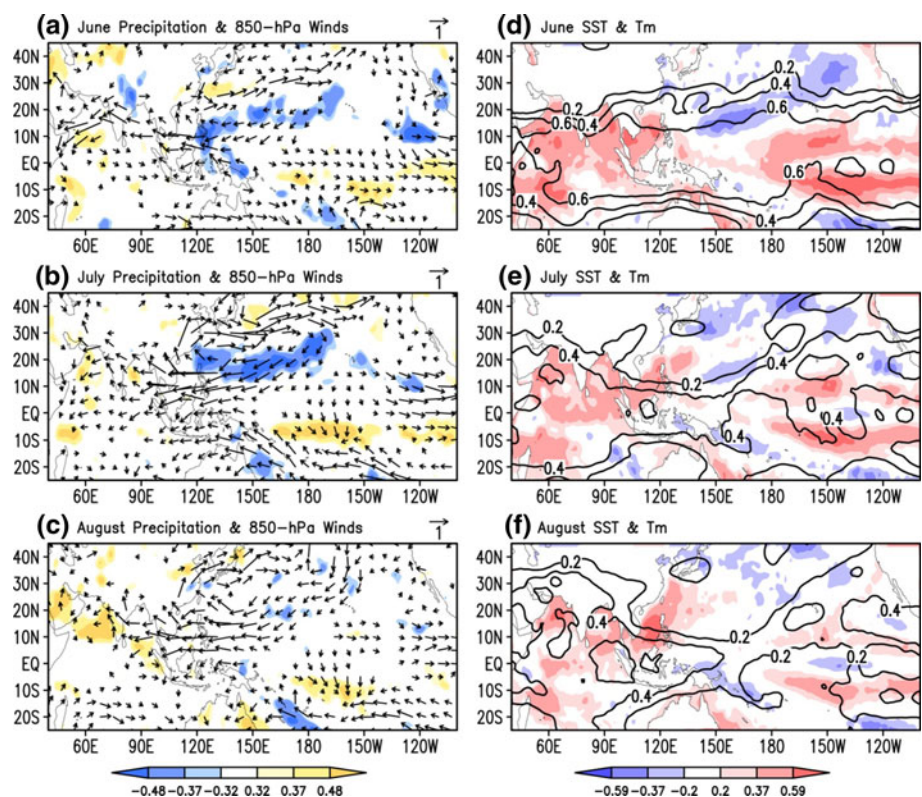 (a) June Precipitation & 850-hPa Winds
1
40N
30N
20N
10N
EQ
10S
20S
60E 90E 120E 150E 180 150W 120W
(d) June SST & Tm
40N
30N
20N
10N
EQ
10S
20S
0.2
0.4
0.6
0.2
0.4
0.6
0.6
0.4
0.6
0.4
60E 90E 120E 150E 180 150W 120W
(b) July Precipitation & 850-hPa Winds
1
40N
30N
20N
10N
EQ
10S
20S
60E 90E 120E 150E 180 150W 120W
(e) July SST & Tm
40N
30N
20N
10N
EQ
10S
20S
0.2
0.4
0.2
0.4
0.4
0.4
0.4
0.4
60E 90E 120E 150E 180 150W 120W
(c) August Precipitation & 850-hPa Winds
1
40N
30N
20N
10N
EQ
10S
20S
60E 90E 120E 150E 180 150W 120W
(f) August SST & Tm
40N
30N
20N
10N
EQ
10S
20S
0.2
0.2
0.4
0.4
0.2
0.2
0.2
0.4
60E 90E 120E 150E 180 150W 120W
-0.48 -0.37 -0.32 0.32 0.37 0.48
-0.59 -0.37 -0.2 0.2 0.37 0.59